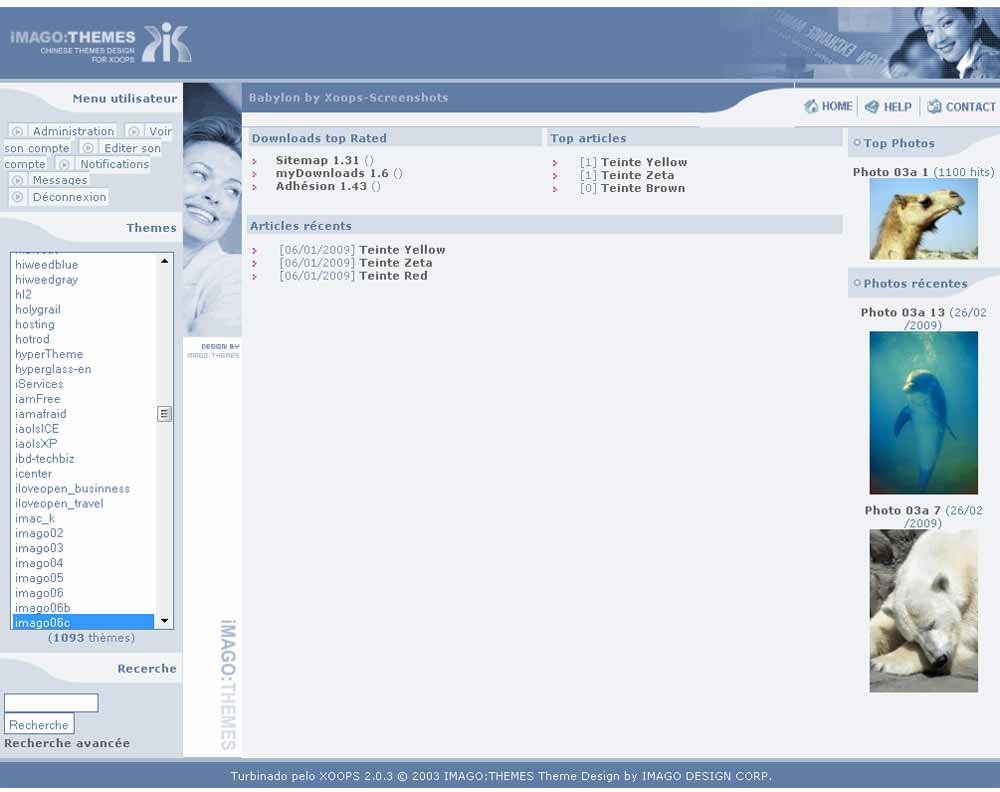 iMAGO:THEMES
CHINESE THEMES DESIGN
FOR XOOPS
Babylon by Xoops-Screenshots
HOME
HELP
CONTACT
Menu utilisateur
Administration Voir
son compte Editer son
compte Notifications
Messages
Déconnexion
Themes
hiweedblue
hiweedgray
hl2
holygrail
hosting
hotrod
hyperTheme
hyperglass-en
iServices
iamFree
iamafraid
iaolsICE
iaolsXP
ibd-techbiz
icenter
iloveopen_businness
iloveopen_travel
imac_k
imago02
imago03
imago04
imago05
imago06
imago06b
imago06c
(1093 thèmes)
Recerche
Recherche
Recherche avancée
DESIGN BY
IMAGO-THEMES
iMAGO:THEMES
Downloads top Rated
Sitemap 1.31 ()
myDownloads 1.6 ()
Adhésion 1.43 ()
Top articles
[1] Teinte Yellow
[1] Teinte Zeta
[0] Teinte Brown
Articles récents
[06/01/2009] Teinte Yellow
[06/01/2009] Teinte Zeta
[06/01/2009] Teinte Red
Top Photos
Photo 03a 1 (1100 hits)
Photos récentes
Photo 03a 13 (26/02
/2009)
Photo 03a 7 (26/02
/2009)
Turbinado pelo XOOPS 2.0.3 © 2003 IMAGO:THEMES Theme Design by IMAGO DESIGN CORP.